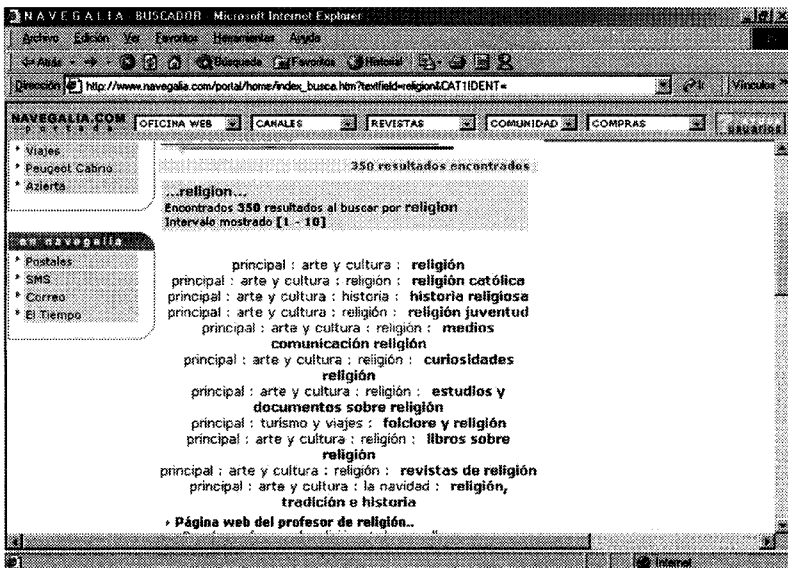 NAVEGALIA - BUSCADOR - Microsoft Internet Explorer
Archivo Edición Ver Favoritos Herramientas Ayuda
Atrás Búsqueda Favoritos Historial
Dirección http://www.navegalia.com/portal/home/index_busca.htm?textfield=religion&CAT1IDENT= Ir Vínculos »
NAVEGALIA.COM
portada
OFICINA WEB CANALES REVISTAS COMUNIDAD COMPRAS usuarios
Viajes
Peugeot Cabrio
Azierta
en navegalia
Postales
SMS
Correo
El Tiempo
350 resultados encontrados
...religion...
Encontrados 350 resultados al buscar por religion
Intervalo mostrado [1 - 10]
principal : arte y cultura : religión
principal : arte y cultura : religión : religión católica
principal : arte y cultura : historia : historia religiosa
principal : arte y cultura : religión : religión juventud
principal : arte y cultura : religión : medios
comunicación religión
principal : arte y cultura : religión : curiosidades
religión
principal : arte y cultura : religión : estudios y
documentos sobre religión
principal : turismo y viajes : folclore y religión
principal : arte y cultura : religión : libros sobre
religión
principal : arte y cultura : religión : revistas de religión
principal : arte y cultura : la navidad : religión,
tradición e historia
Página web del profesor de religión..
Internet